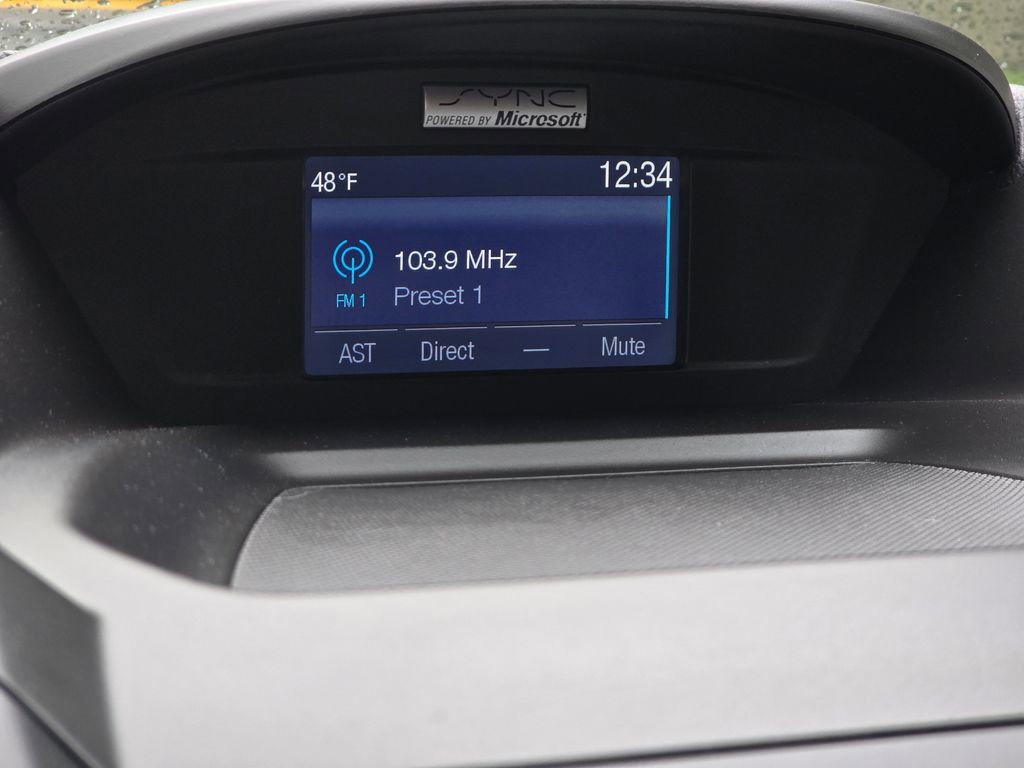 SYNC
POWERED BY Microsoft
48°F 12:34
103.9 MHz
FM 1 Preset 1
AST Direct — Mute